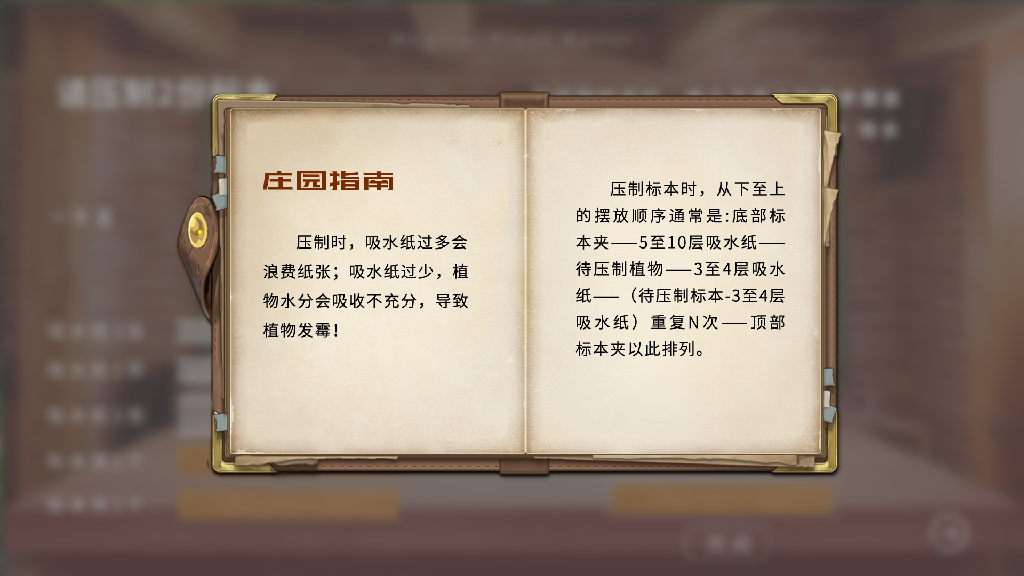 庄园指南
压制时，吸水纸过多会
浪费纸张；吸水纸过少，植
物水分会吸收不充分，导致
植物发霉！
压制标本时，从下至上
的摆放顺序通常是:底部标
本夹——5至10层吸水纸——
待压制植物——3至4层吸水
纸——（待压制标本-3至4层
吸水纸）重复N次——顶部
标本夹以此排列。